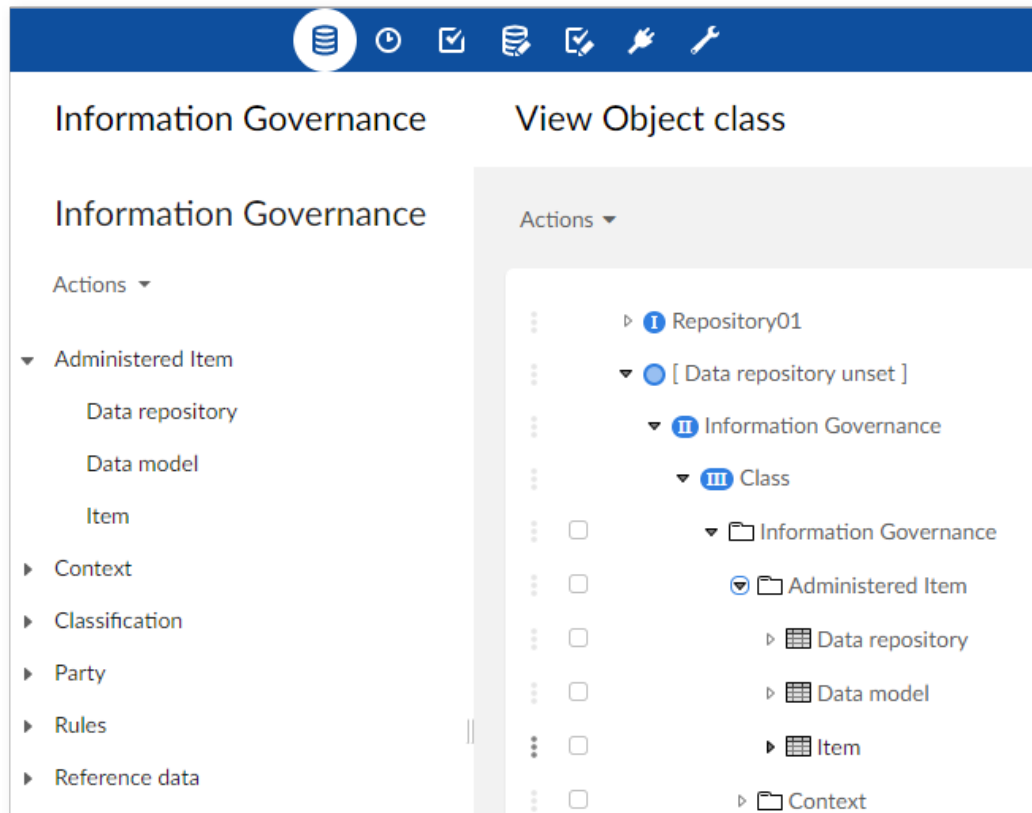 Information Governance
View Object class
Information Governance
Actions
Administered Item
Data repository
Data model
Item
Context
Classification
Party
Rules
Reference data
Actions
I Repository01
[ Data repository unset ]
II Information Governance
III Class
Information Governance
Administered Item
Data repository
Data model
Item
Context